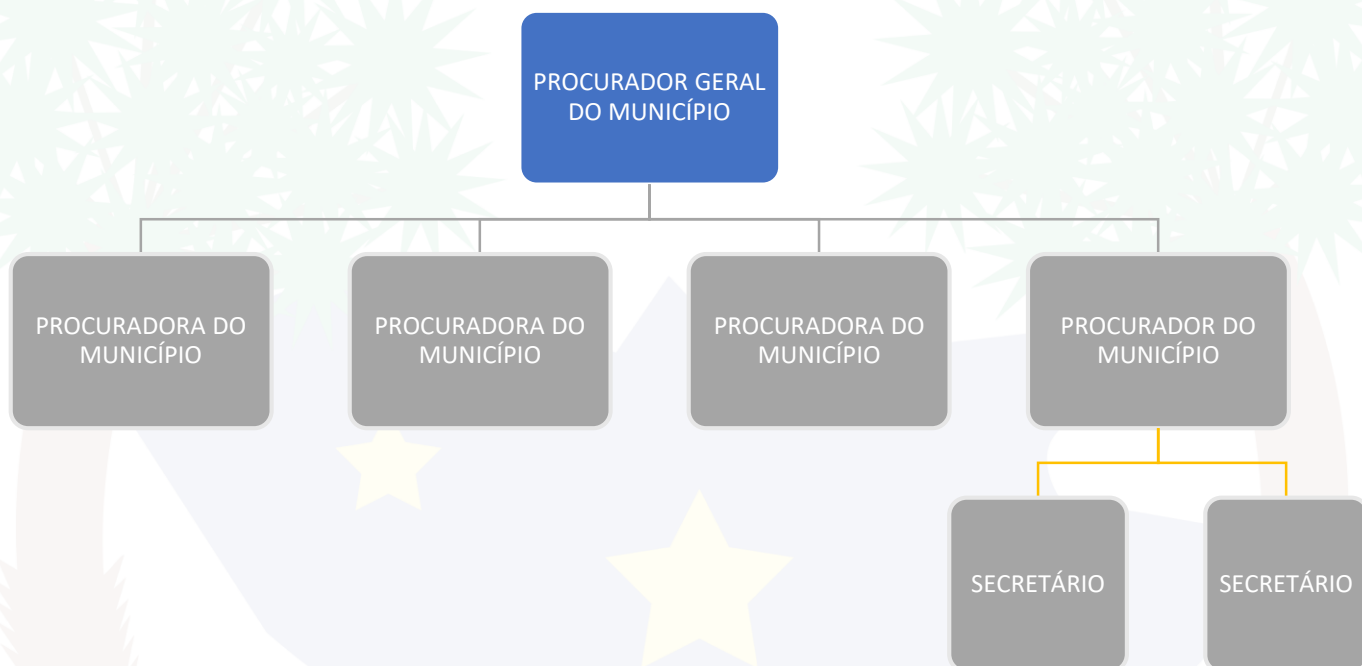 PROCURADOR GERAL
DO MUNICÍPIO
PROCURADORA DO
MUNICÍPIO
PROCURADORA DO
MUNICÍPIO
PROCURADORA DO
MUNICÍPIO
PROCURADOR DO
MUNICÍPIO
SECRETÁRIO
SECRETÁRIO